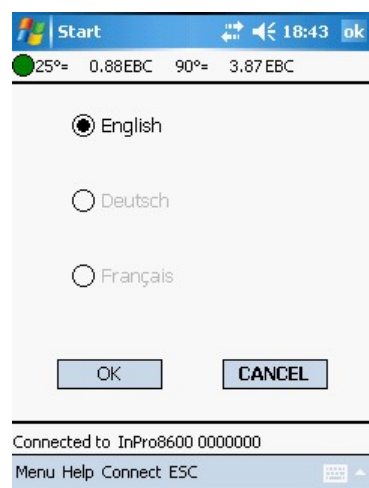 Start 18:43 ok
25°= 0.88EBC 90°= 3.87 EBC
English
Deutsch
Français
OK CANCEL
Connected to InPro8600 0000000
Menu Help Connect ESC